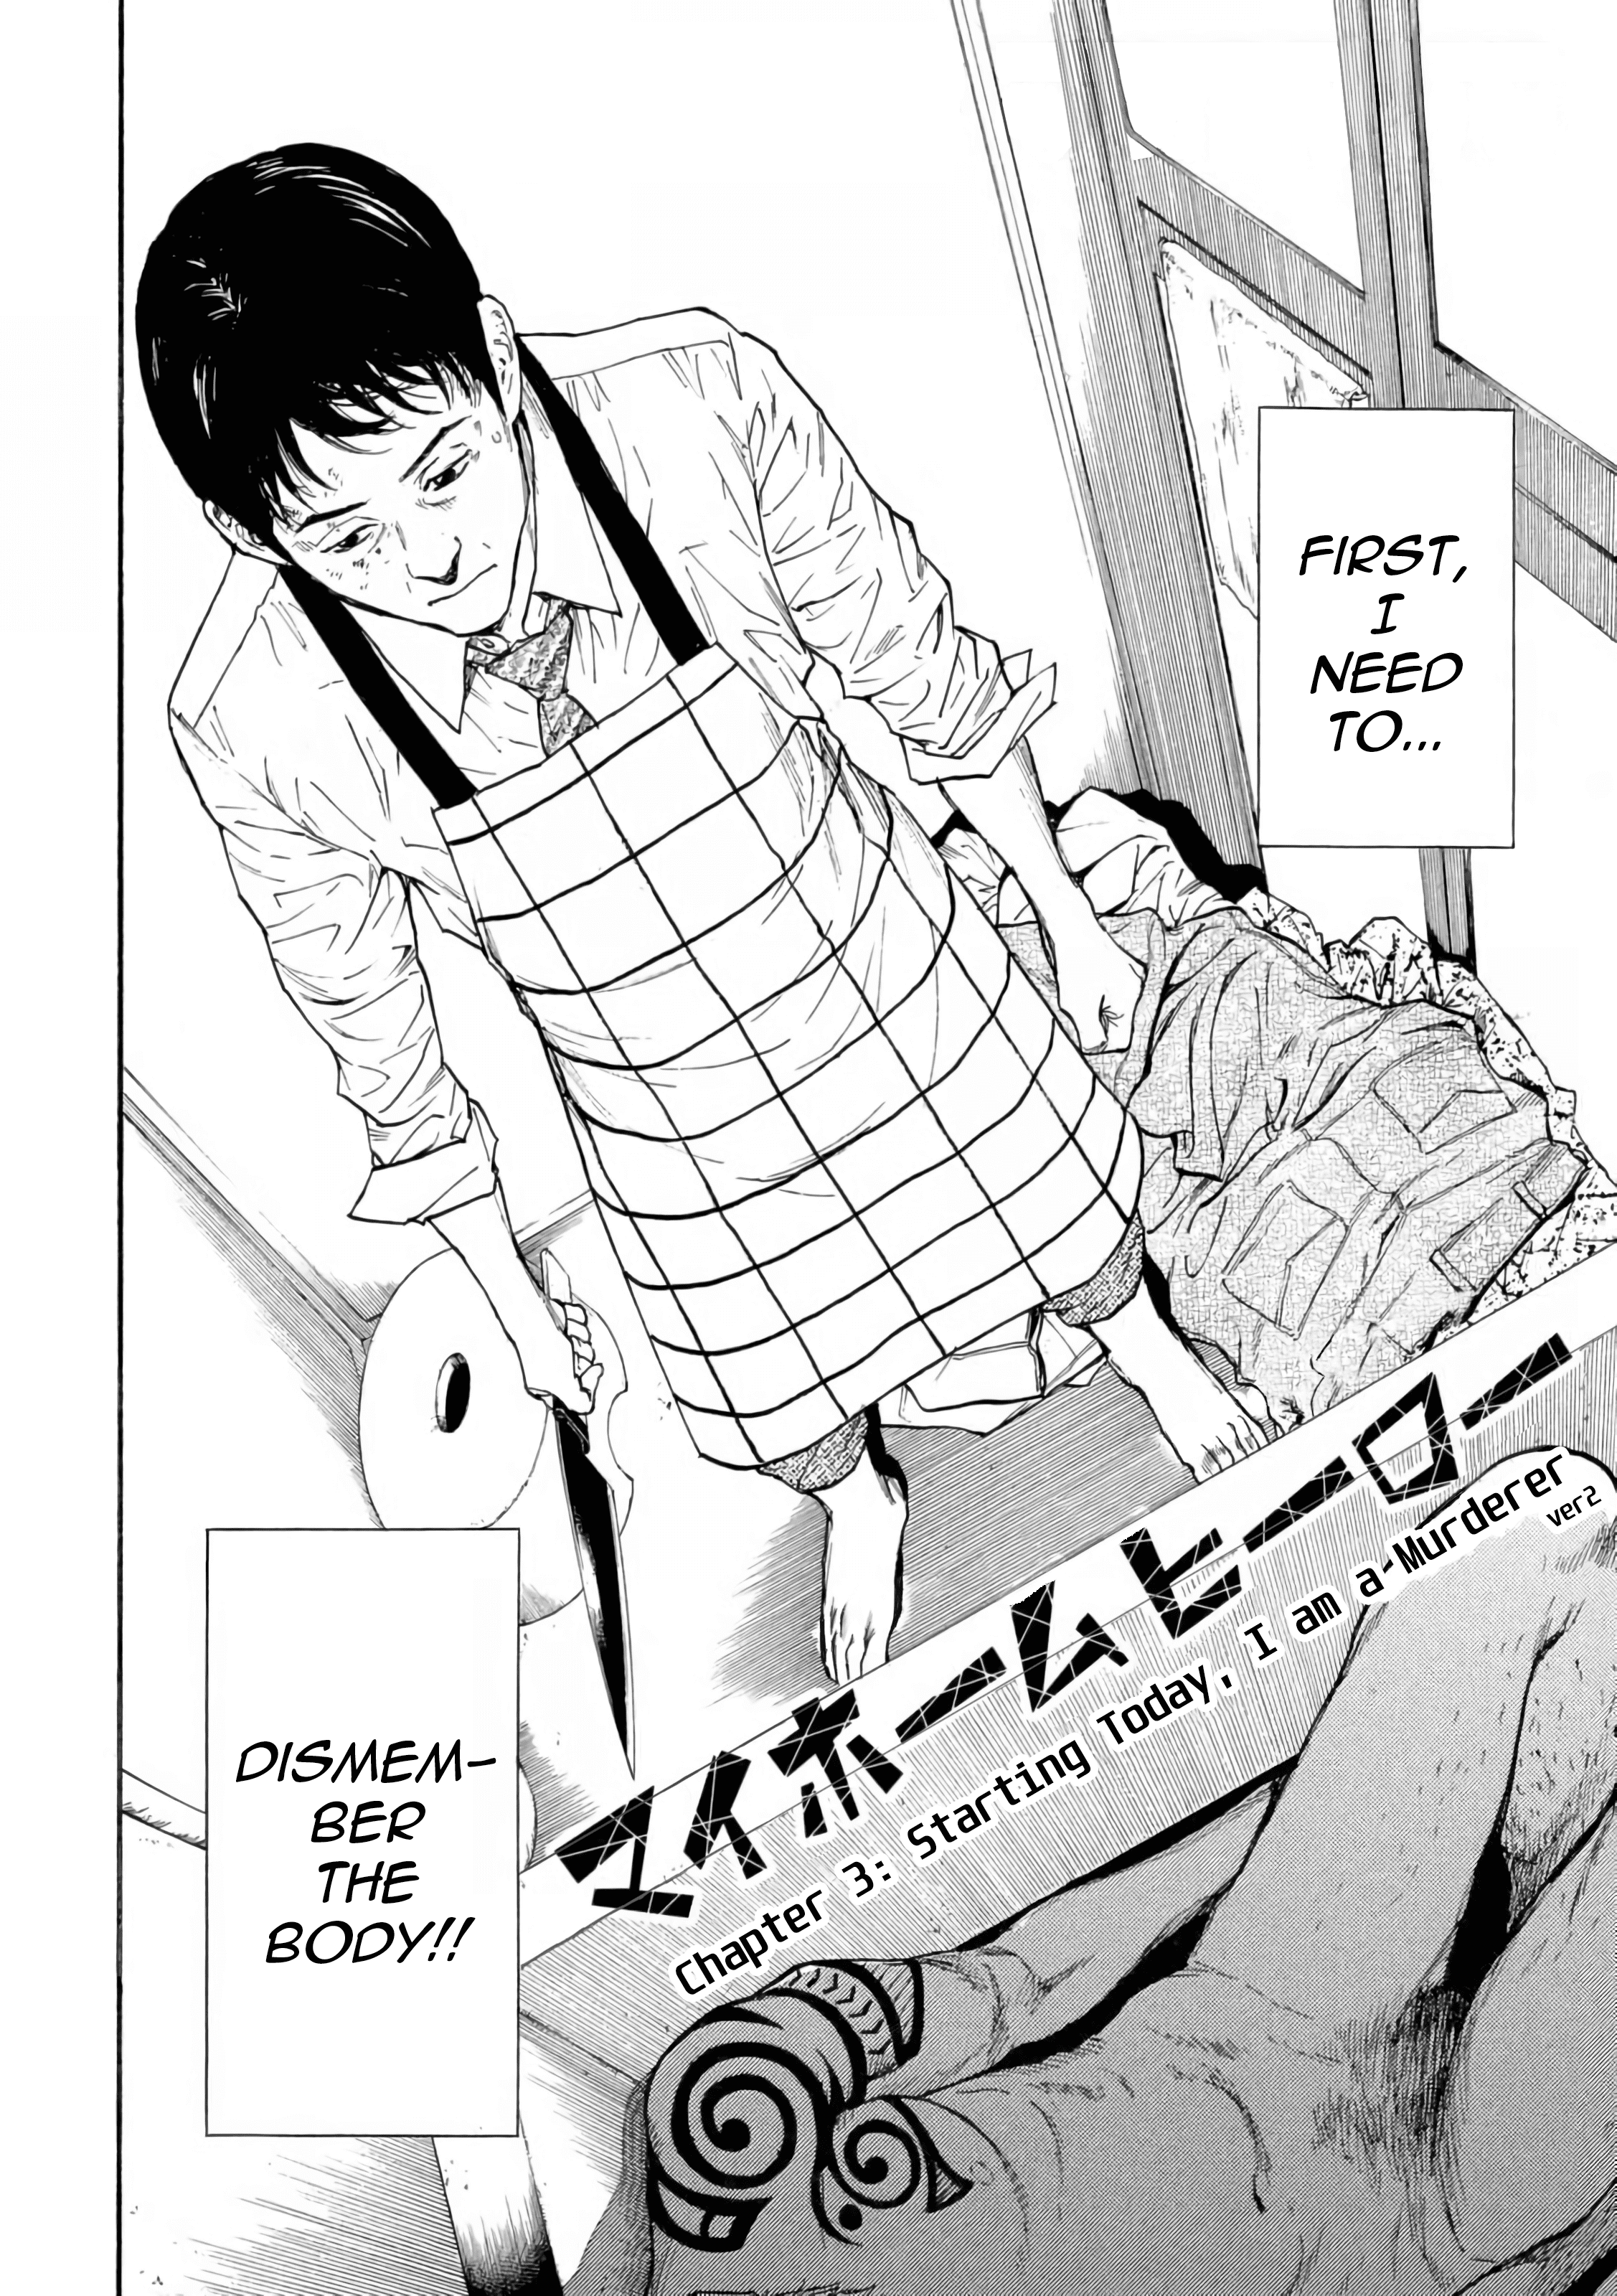 FIRST,
I
NEED
TO...
マイホームヒーロー
Chapter 3: Starting Today, I am a Murderer
ver2
DISMEM-
BER
THE
BODY!!